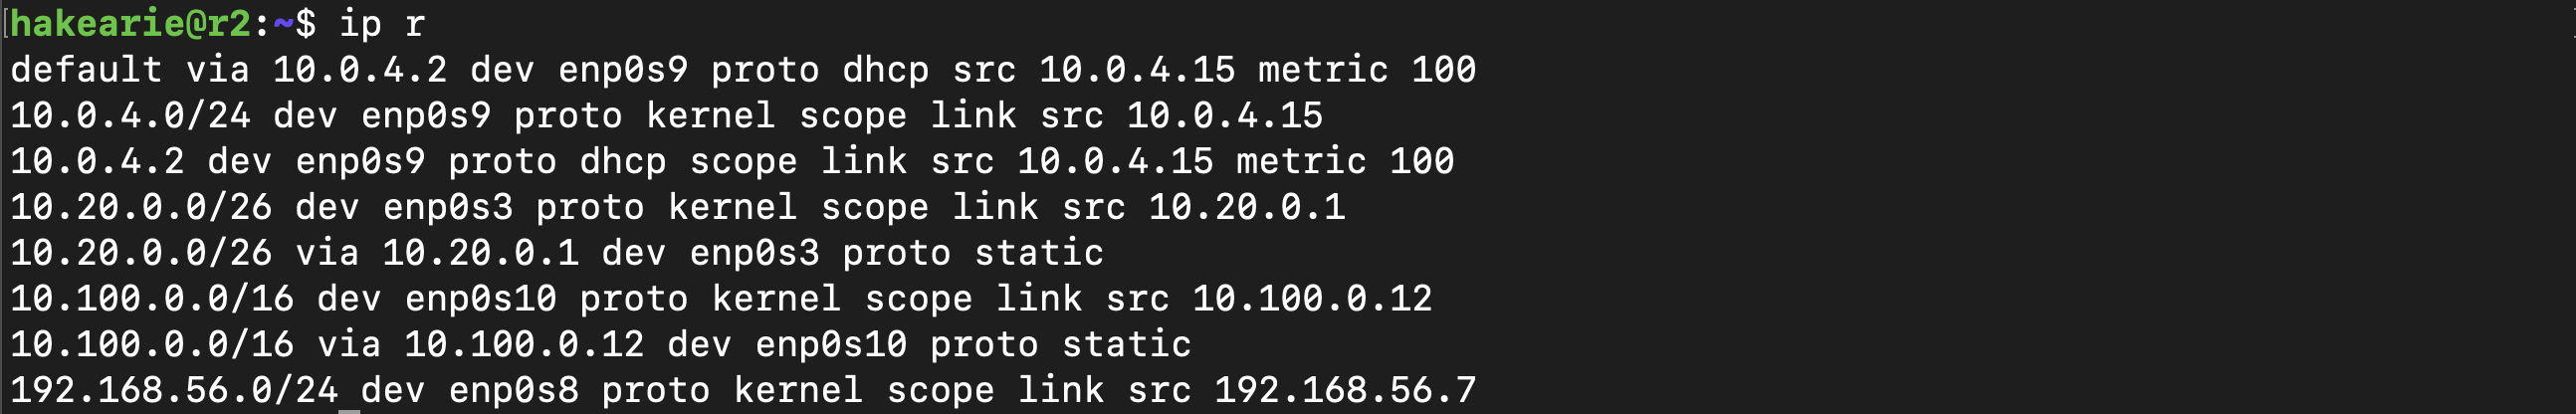 hakearie@r2:~$ ip r
default via 10.0.4.2 dev enp0s9 proto dhcp src 10.0.4.15 metric 100
10.0.4.0/24 dev enp0s9 proto kernel scope link src 10.0.4.15
10.0.4.2 dev enp0s9 proto dhcp scope link src 10.0.4.15 metric 100
10.20.0.0/26 dev enp0s3 proto kernel scope link src 10.20.0.1
10.20.0.0/26 via 10.20.0.1 dev enp0s3 proto static
10.100.0.0/16 dev enp0s10 proto kernel scope link src 10.100.0.12
10.100.0.0/16 via 10.100.0.12 dev enp0s10 proto static
192.168.56.0/24 dev enp0s8 proto kernel scope link src 192.168.56.7